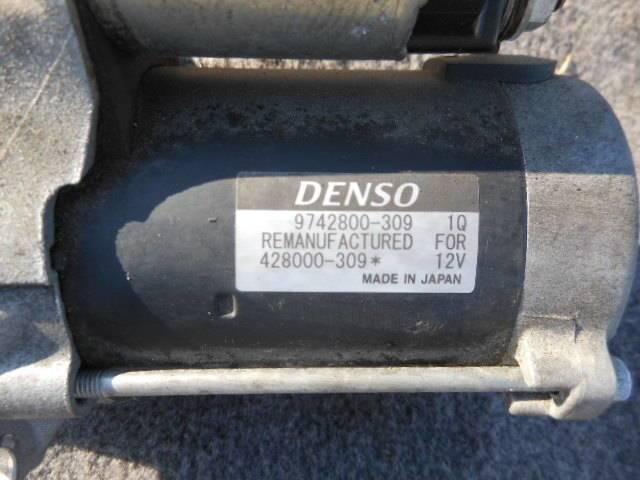 DENSO
9742800-309 1Q
REMANUFACTURED FOR
428000-309* 12V
MADE IN JAPAN